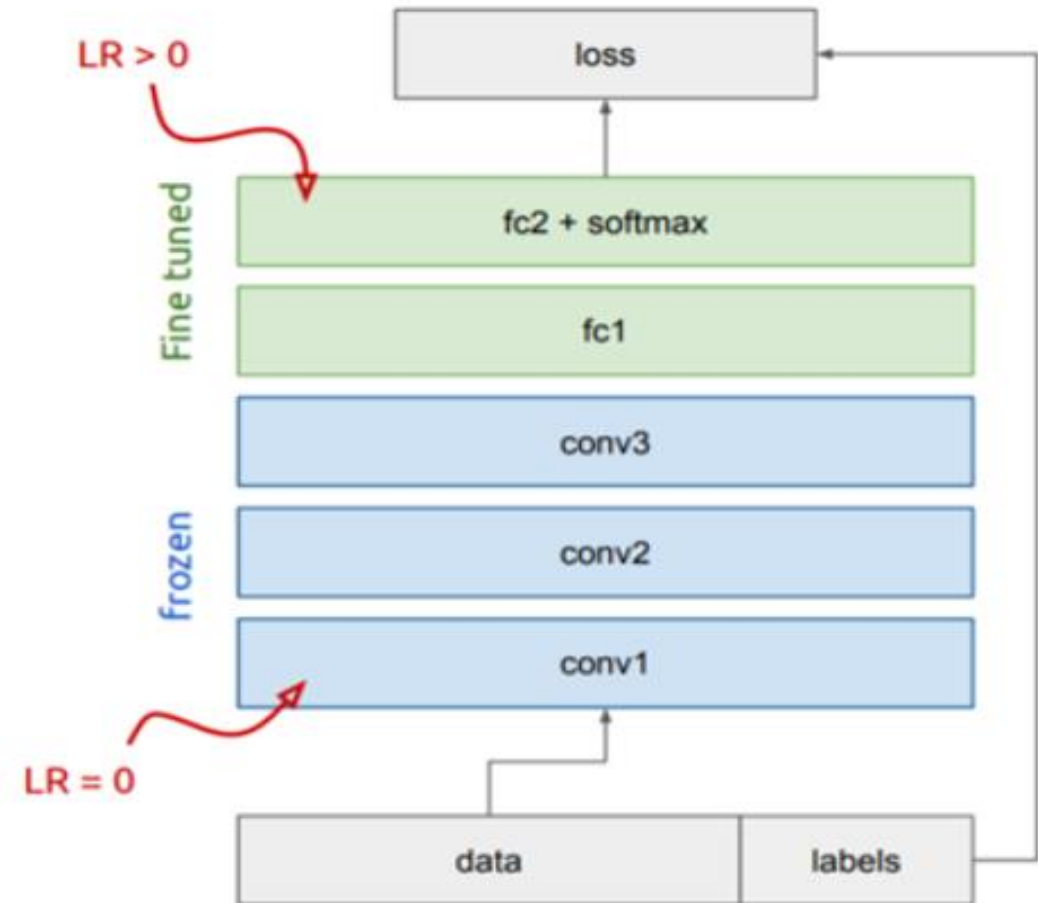 LR > 0
loss
Fine tuned
fc2 + softmax
fc1
conv3
frozen
conv2
conv1
LR = 0
data
labels